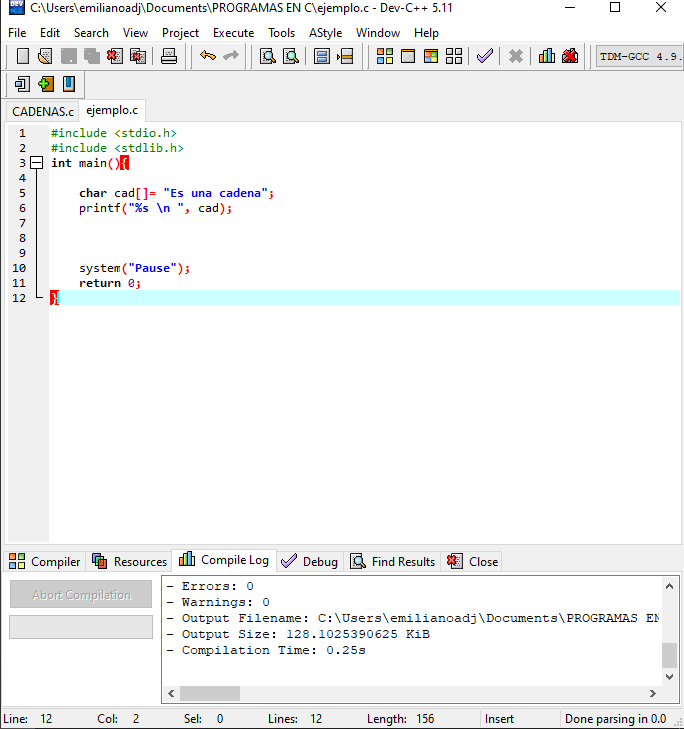 C:\Users\emilianoadj\Documents\PROGRAMAS EN C\ejemplo.c - Dev-C++ 5.11
File Edit Search View Project Execute Tools AStyle Window Help
TDM-GCC 4.9.
CADENAS.c ejemplo.c
1 #include <stdio.h>
2 #include <stdlib.h>
3 int main(){
4
5 char cad[]= "Es una cadena";
6 printf("%s \n ", cad);
7
8
9
10 system("Pause");
11 return 0;
12 }
Compiler Resources Compile Log Debug Find Results Close
Abort Compilation
- Errors: 0
- Warnings: 0
- Output Filename: C:\Users\emilianoadj\Documents\PROGRAMAS EN
- Output Size: 128.1025390625 KiB
- Compilation Time: 0.25s
Line: 12 Col: 2 Sel: 0 Lines: 12 Length: 156 Insert Done parsing in 0.0